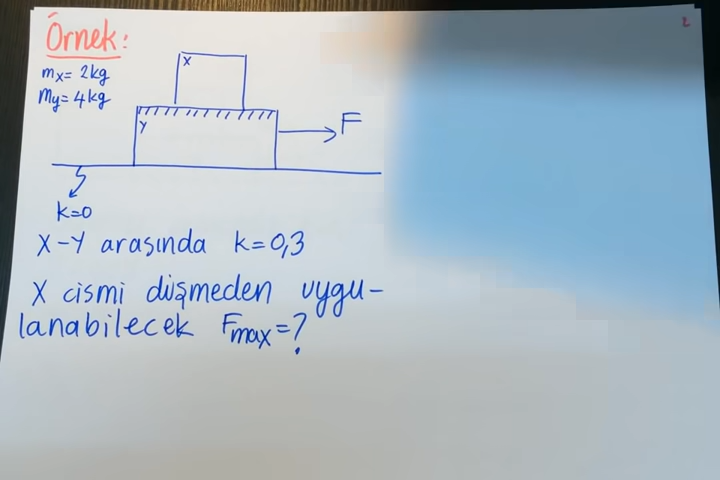 Örnek:
mx= 2kg
My= 4kg
x
y
F
k=0
X-Y arasında k=0,3
X cismi düşmeden uygu-
lanabilecek Fmax=?